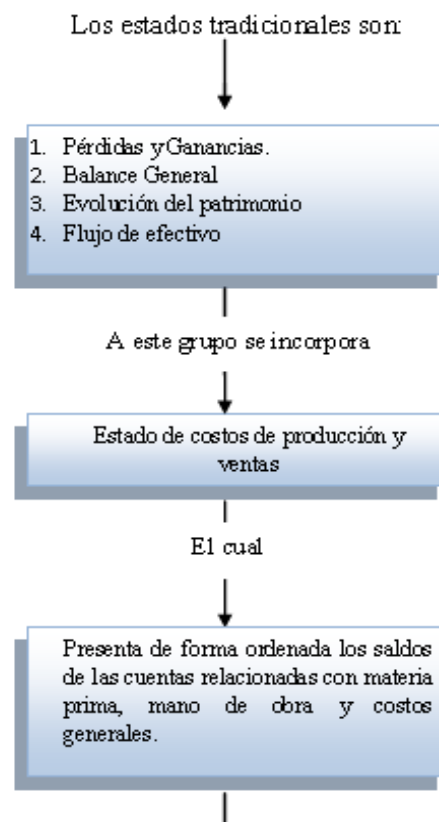 Los estados tradicionales son:
1. Pérdidas y Ganancias.
2. Balance General
3. Evolución del patrimonio
4. Flujo de efectivo
A este grupo se incorpora
Estado de costos de producción y
ventas
El cual
Presenta de forma ordenada los saldos
de las cuentas relacionadas con materia
prima, mano de obra y costos
generales.